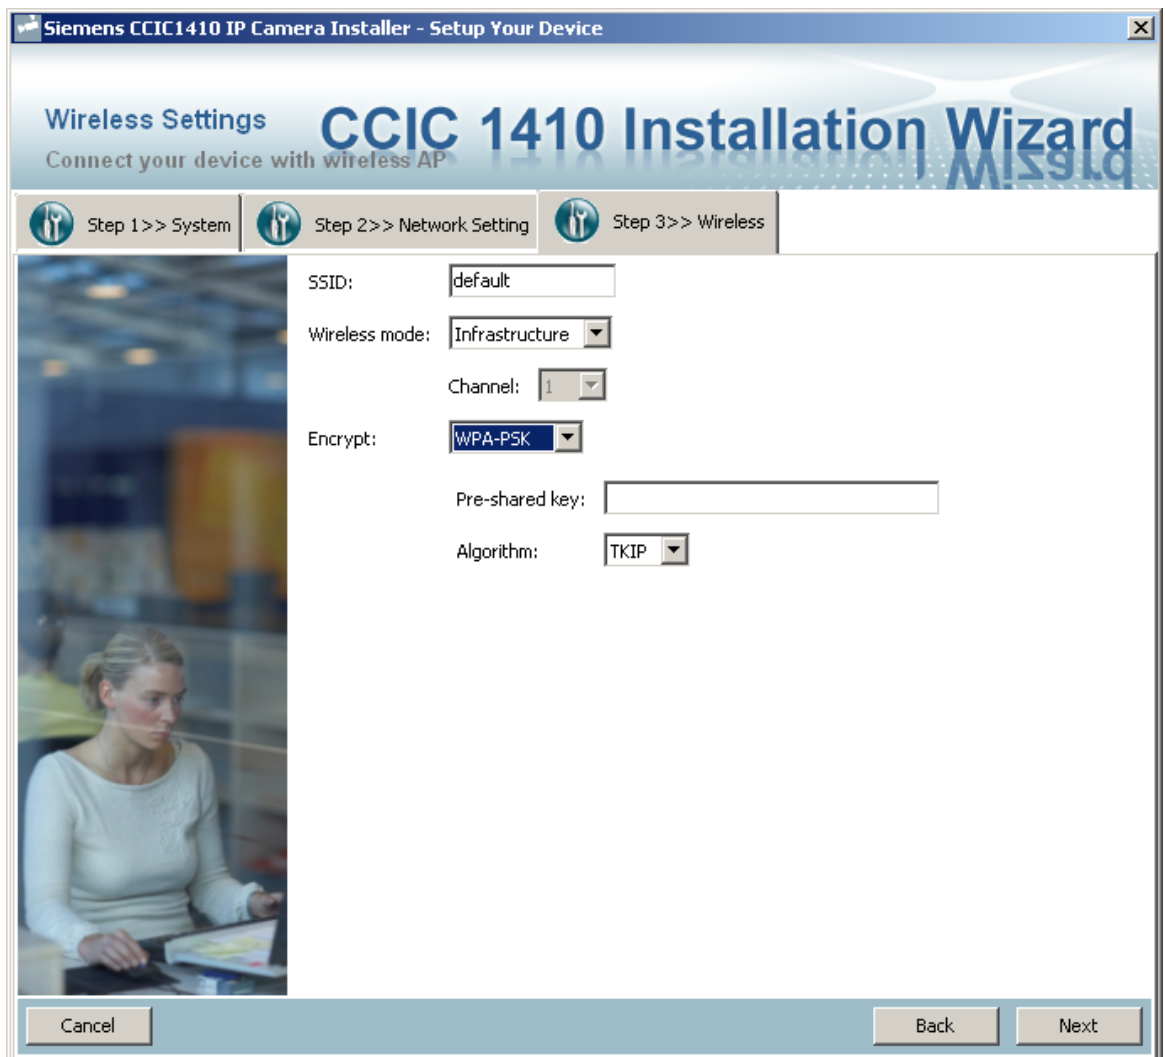 Siemens CCIC1410 IP Camera Installer - Setup Your Device
Wireless Settings
CCIC 1410 Installation Wizard
Connect your device with wireless AP
Step 1>> System
Step 2>> Network Setting
Step 3>> Wireless
SSID: default
Wireless mode: Infrastructure
Channel: 1
Encrypt: WPA-PSK
Pre-shared key:
Algorithm: TKIP
Cancel
Back
Next